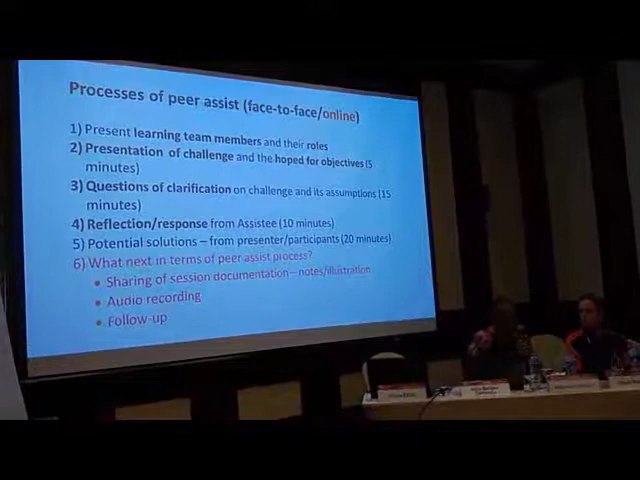 Processes of peer assist (face-to-face/online)
1) Present learning team members and their roles
2) Presentation of challenge and the hoped for objectives (5
minutes)
3) Questions of clarification on challenge and its assumptions (15
minutes)
4) Reflection/response from Assistee (10 minutes)
5) Potential solutions – from presenter/participants (20 minutes)
6) What next in terms of peer assist process?
• Sharing of session documentation – notes/illustration
• Audio recording
• Follow-up